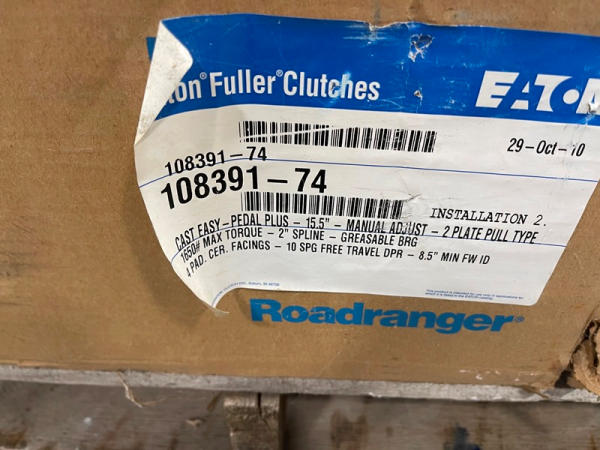 ton® Fuller® Clutches
EATON
108391-74
29-Oct-10
108391-74
INSTALLATION 2.
CAST EASY-PEDAL PLUS - 15.5" - MANUAL ADJUST - 2 PLATE PULL TYPE
1650# MAX TORQUE - 2" SPLINE - GREASABLE BRG
4 PAD. CER. FACINGS - 10 SPG FREE TRAVEL DPR - 8.5" MIN FW ID
Roadranger®